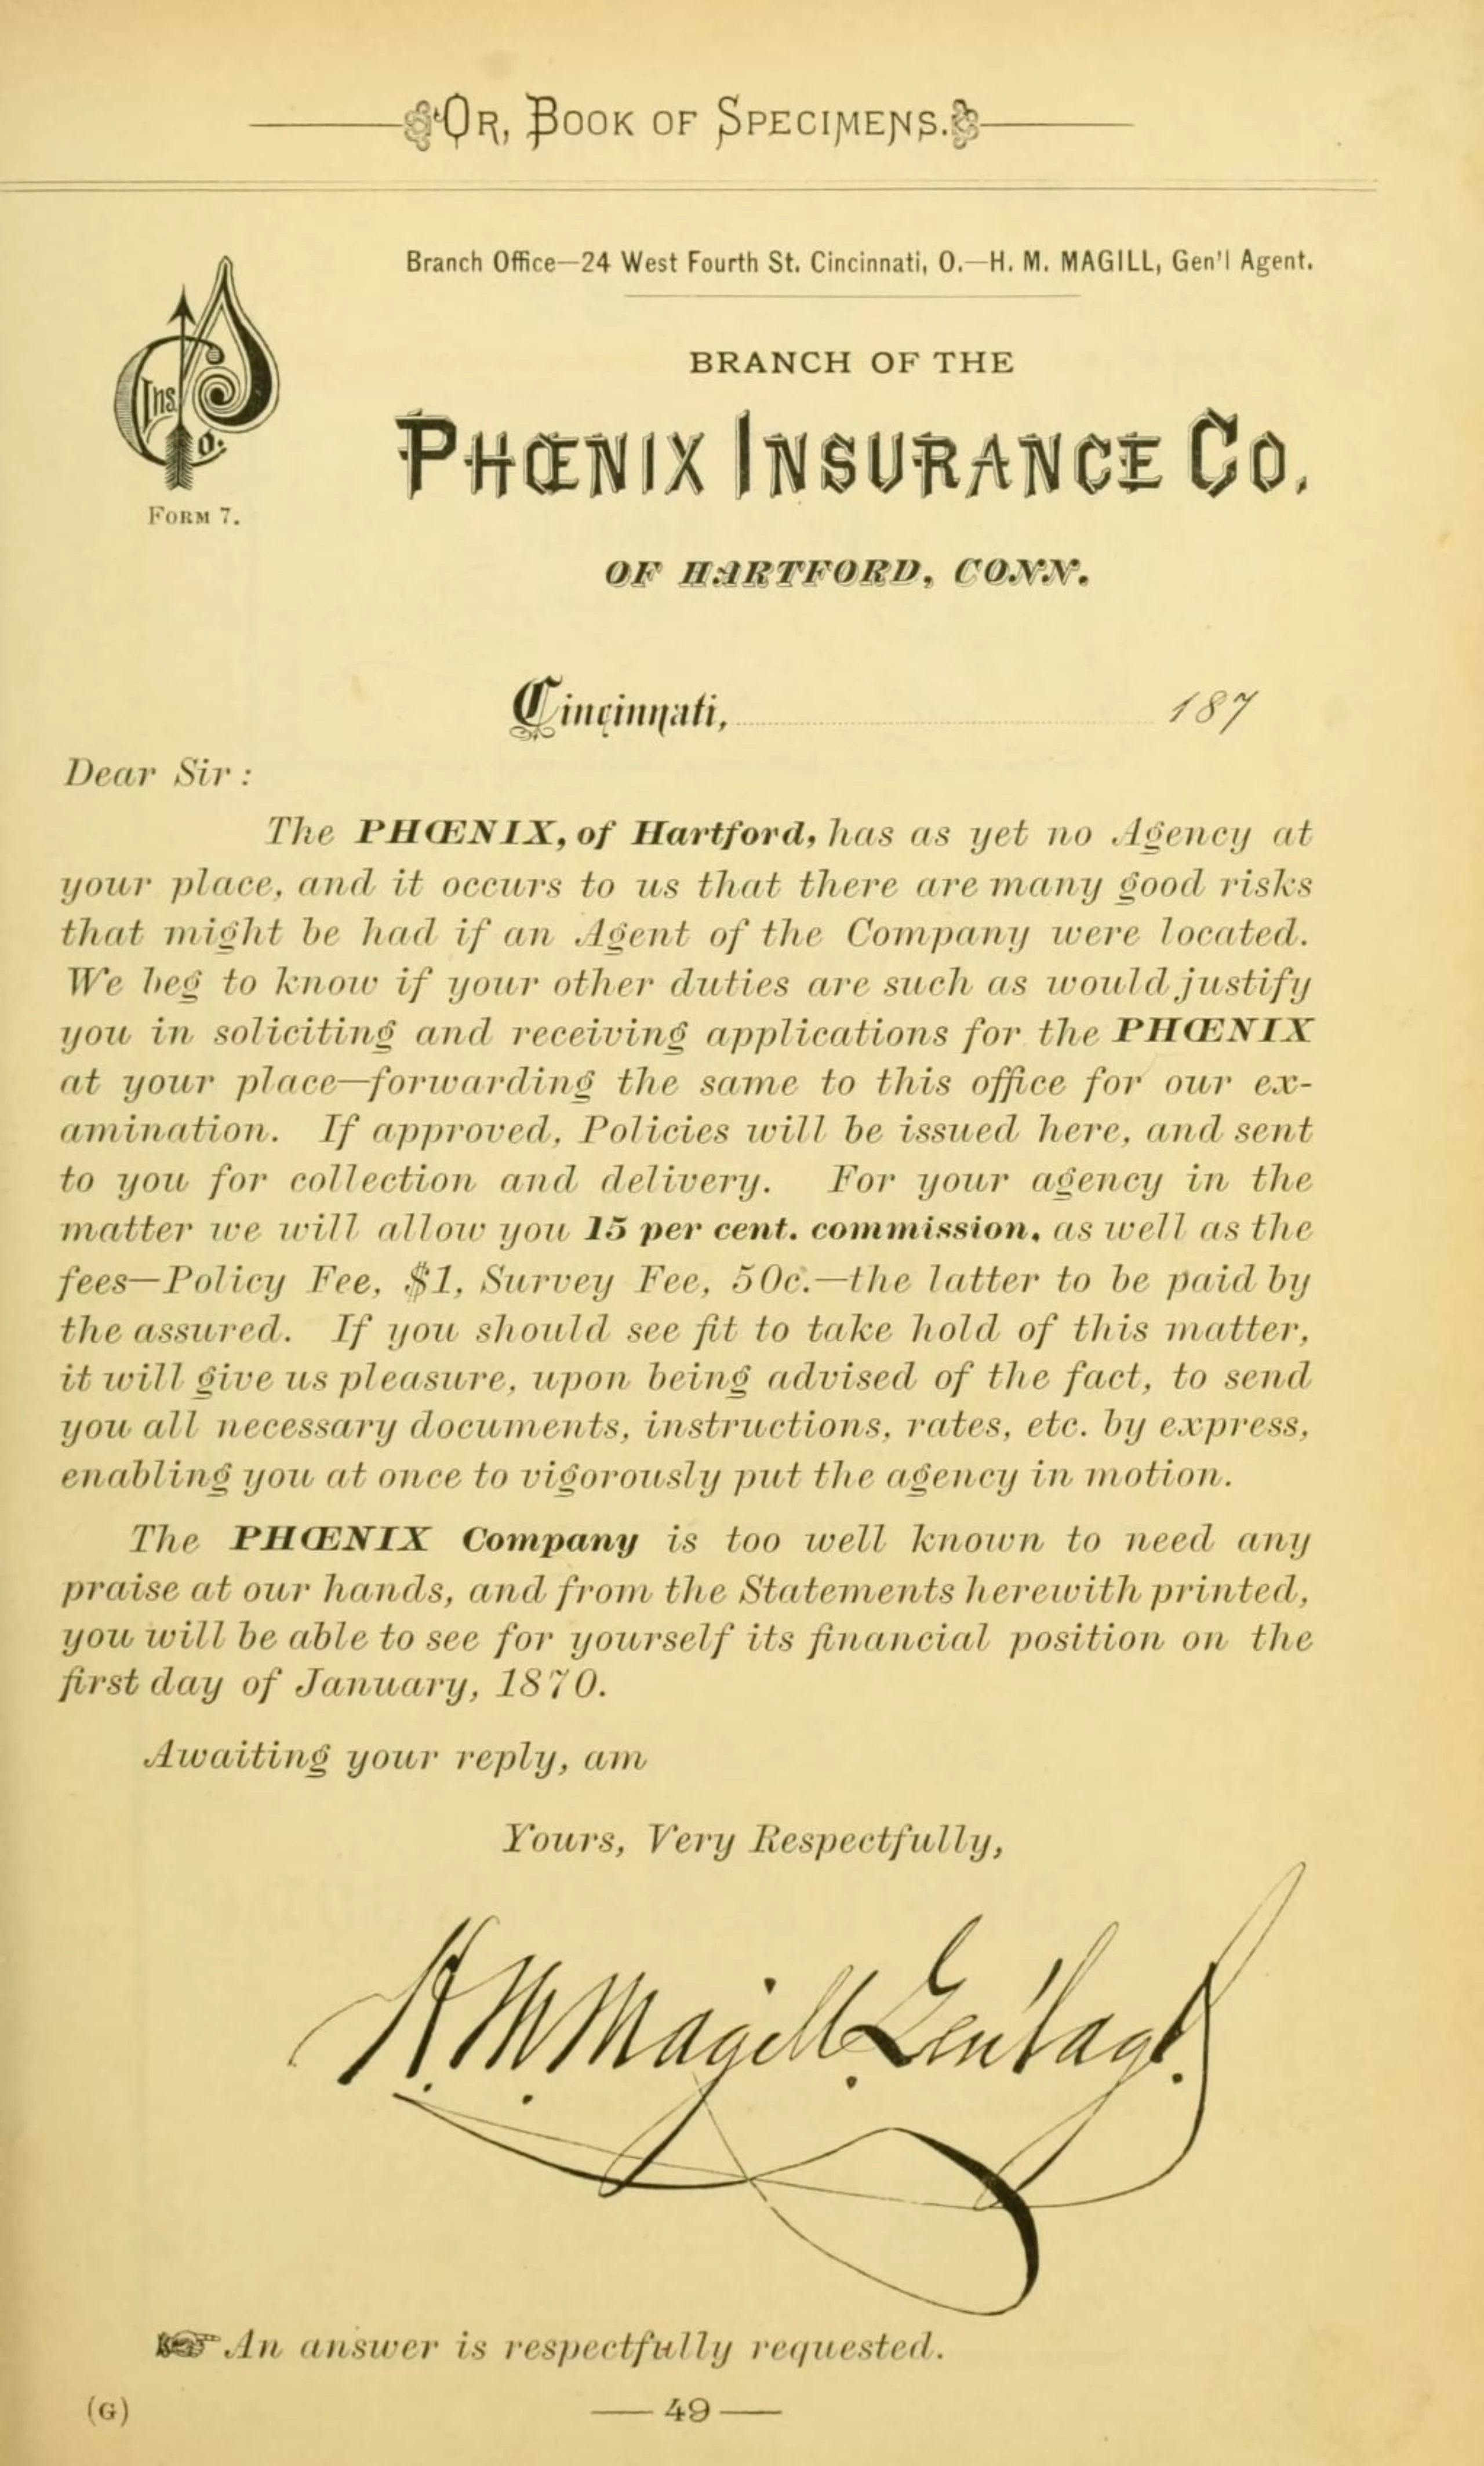 Or, Book of Specimens.
Branch Office—24 West Fourth St. Cincinnati, O.—H. M. MAGILL, Gen'l Agent.
BRANCH OF THE
PHŒNIX INSURANCE CO.
OF HARTFORD, CONN.
P C Ins. o.
FORM 7.
Cincinnati, 187
Dear Sir :
The PHŒNIX, of Hartford, has as yet no Agency at
your place, and it occurs to us that there are many good risks
that might be had if an Agent of the Company were located.
We beg to know if your other duties are such as would justify
you in soliciting and receiving applications for the PHŒNIX
at your place—forwarding the same to this office for our ex-
amination. If approved, Policies will be issued here, and sent
to you for collection and delivery. For your agency in the
matter we will allow you 15 per cent. commission, as well as the
fees—Policy Fee, $1, Survey Fee, 50c.—the latter to be paid by
the assured. If you should see fit to take hold of this matter,
it will give us pleasure, upon being advised of the fact, to send
you all necessary documents, instructions, rates, etc. by express,
enabling you at once to vigorously put the agency in motion.
The PHŒNIX Company is too well known to need any
praise at our hands, and from the Statements herewith printed,
you will be able to see for yourself its financial position on the
first day of January, 1870.
Awaiting your reply, am
Yours, Very Respectfully,
H. M. Magill. Gen'l agt.
☞ An answer is respectfully requested.
(G) — 49 —